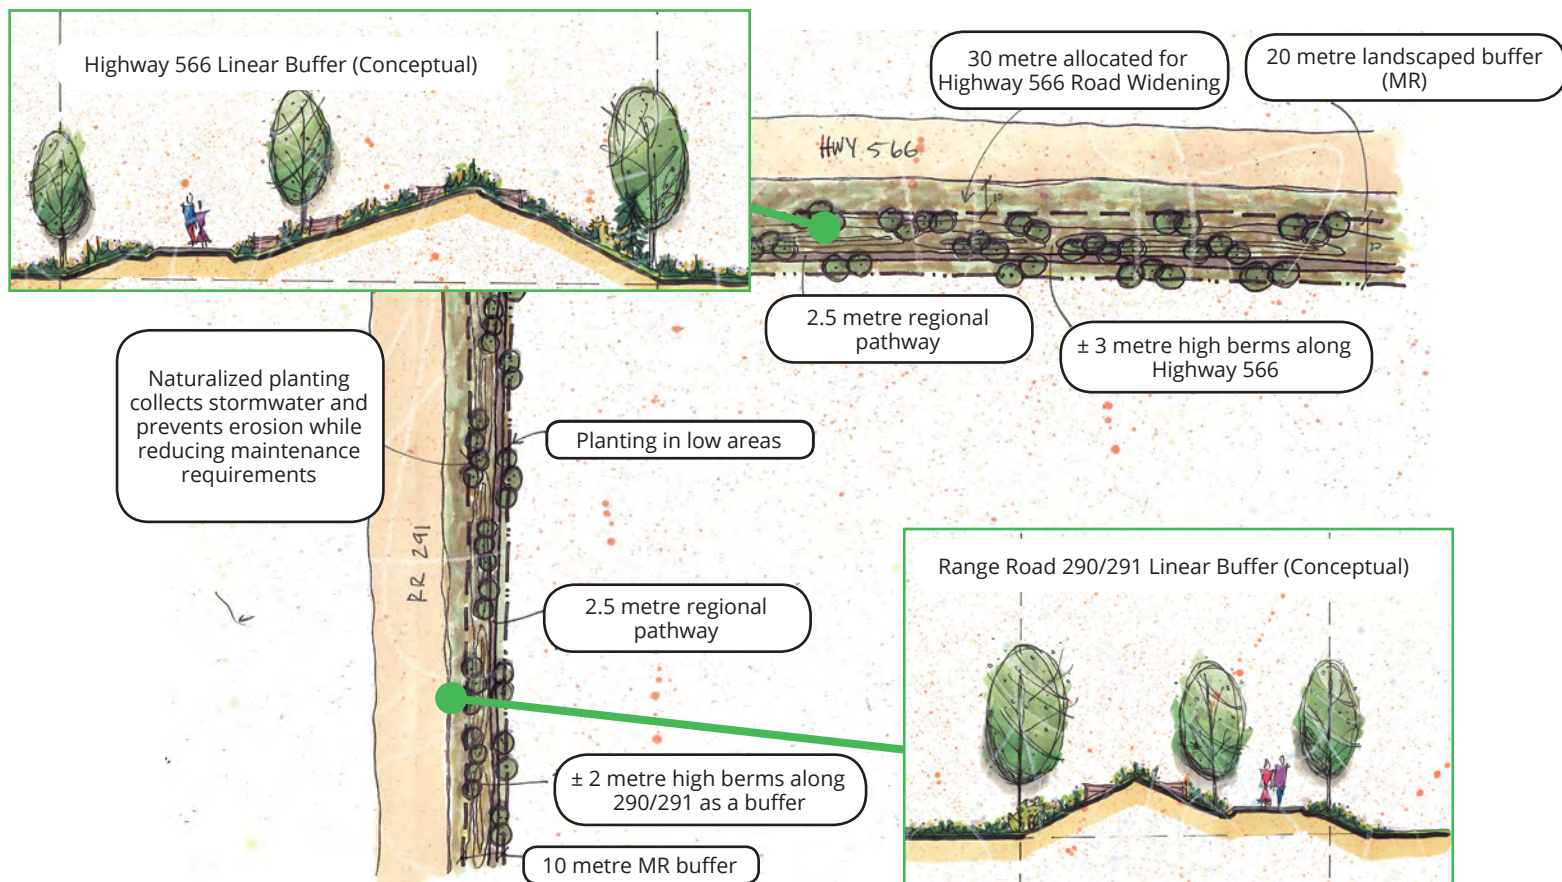 Highway 566 Linear Buffer (Conceptual)
30 metre allocated for
Highway 566 Road Widening
20 metre landscaped buffer
(MR)
HWY 566
2.5 metre regional
pathway
± 3 metre high berms along
Highway 566
Naturalized planting
collects stormwater and
prevents erosion while
reducing maintenance
requirements
Planting in low areas
RR 291
2.5 metre regional
pathway
± 2 metre high berms along
290/291 as a buffer
10 metre MR buffer
Range Road 290/291 Linear Buffer (Conceptual)